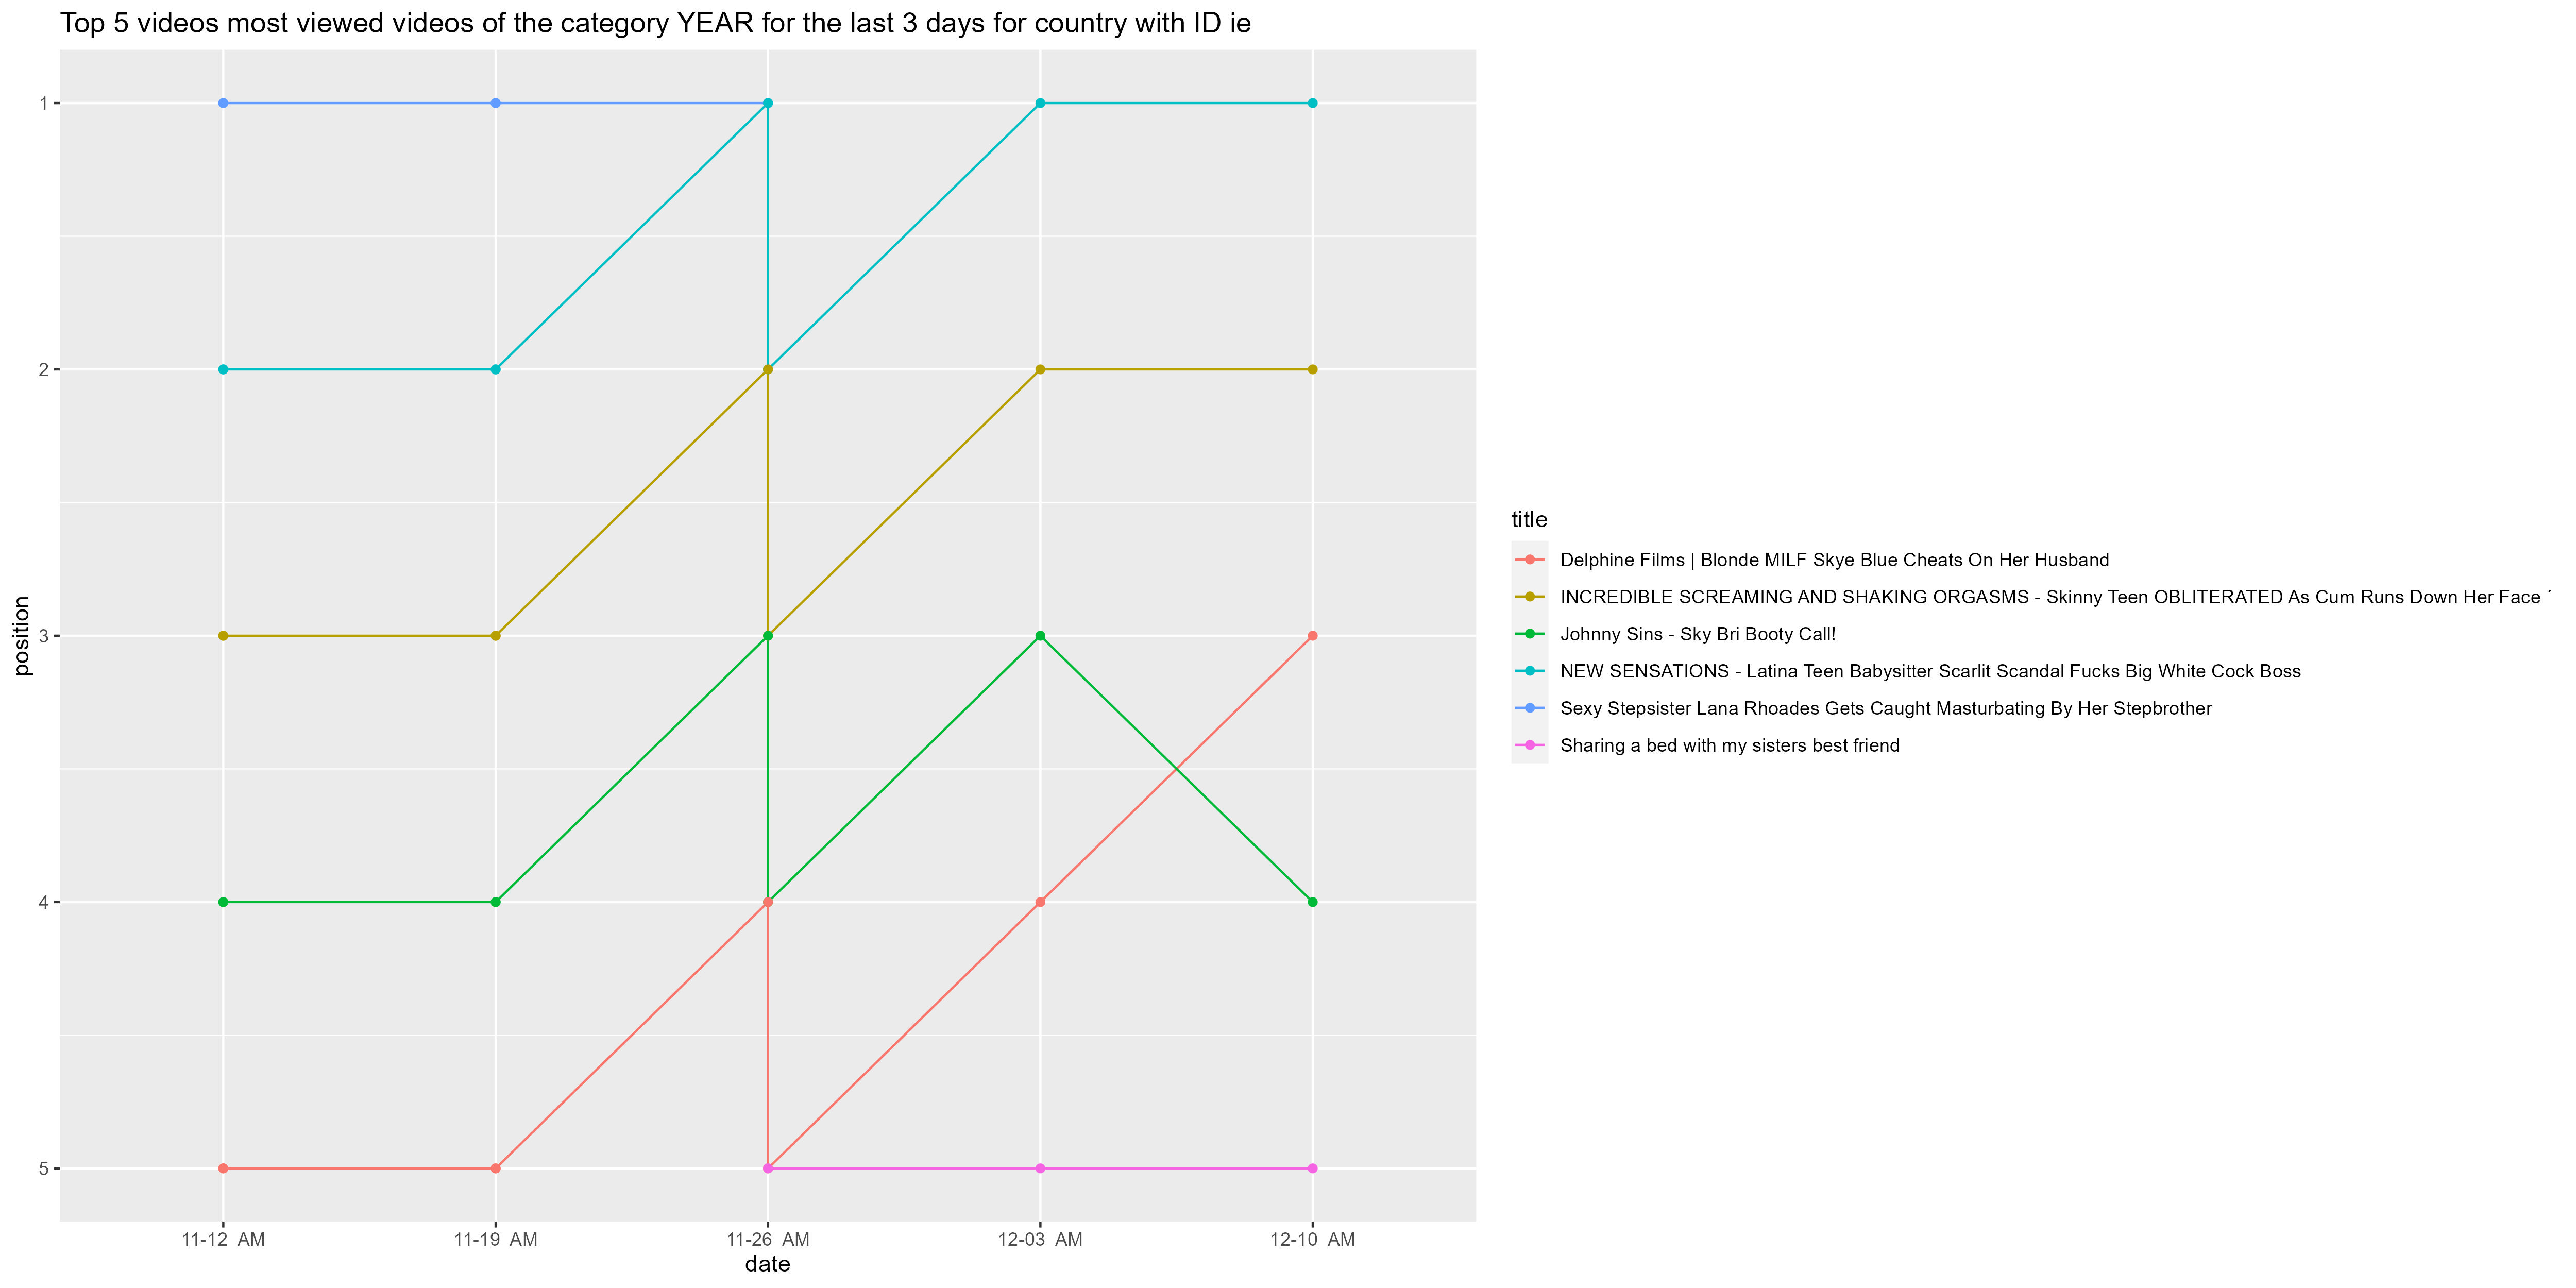 Top 5 videos most viewed videos of the category YEAR for the last 3 days for country with ID ie
position
1
2
3
4
5
11-12 AM
11-19 AM
11-26 AM
12-03 AM
12-10 AM
date
title
Delphine Films | Blonde MILF Skye Blue Cheats On Her Husband
INCREDIBLE SCREAMING AND SHAKING ORGASMS - Skinny Teen OBLITERATED As Cum Runs Down Her Face
Johnny Sins - Sky Bri Booty Call!
NEW SENSATIONS - Latina Teen Babysitter Scarlit Scandal Fucks Big White Cock Boss
Sexy Stepsister Lana Rhoades Gets Caught Masturbating By Her Stepbrother
Sharing a bed with my sisters best friend